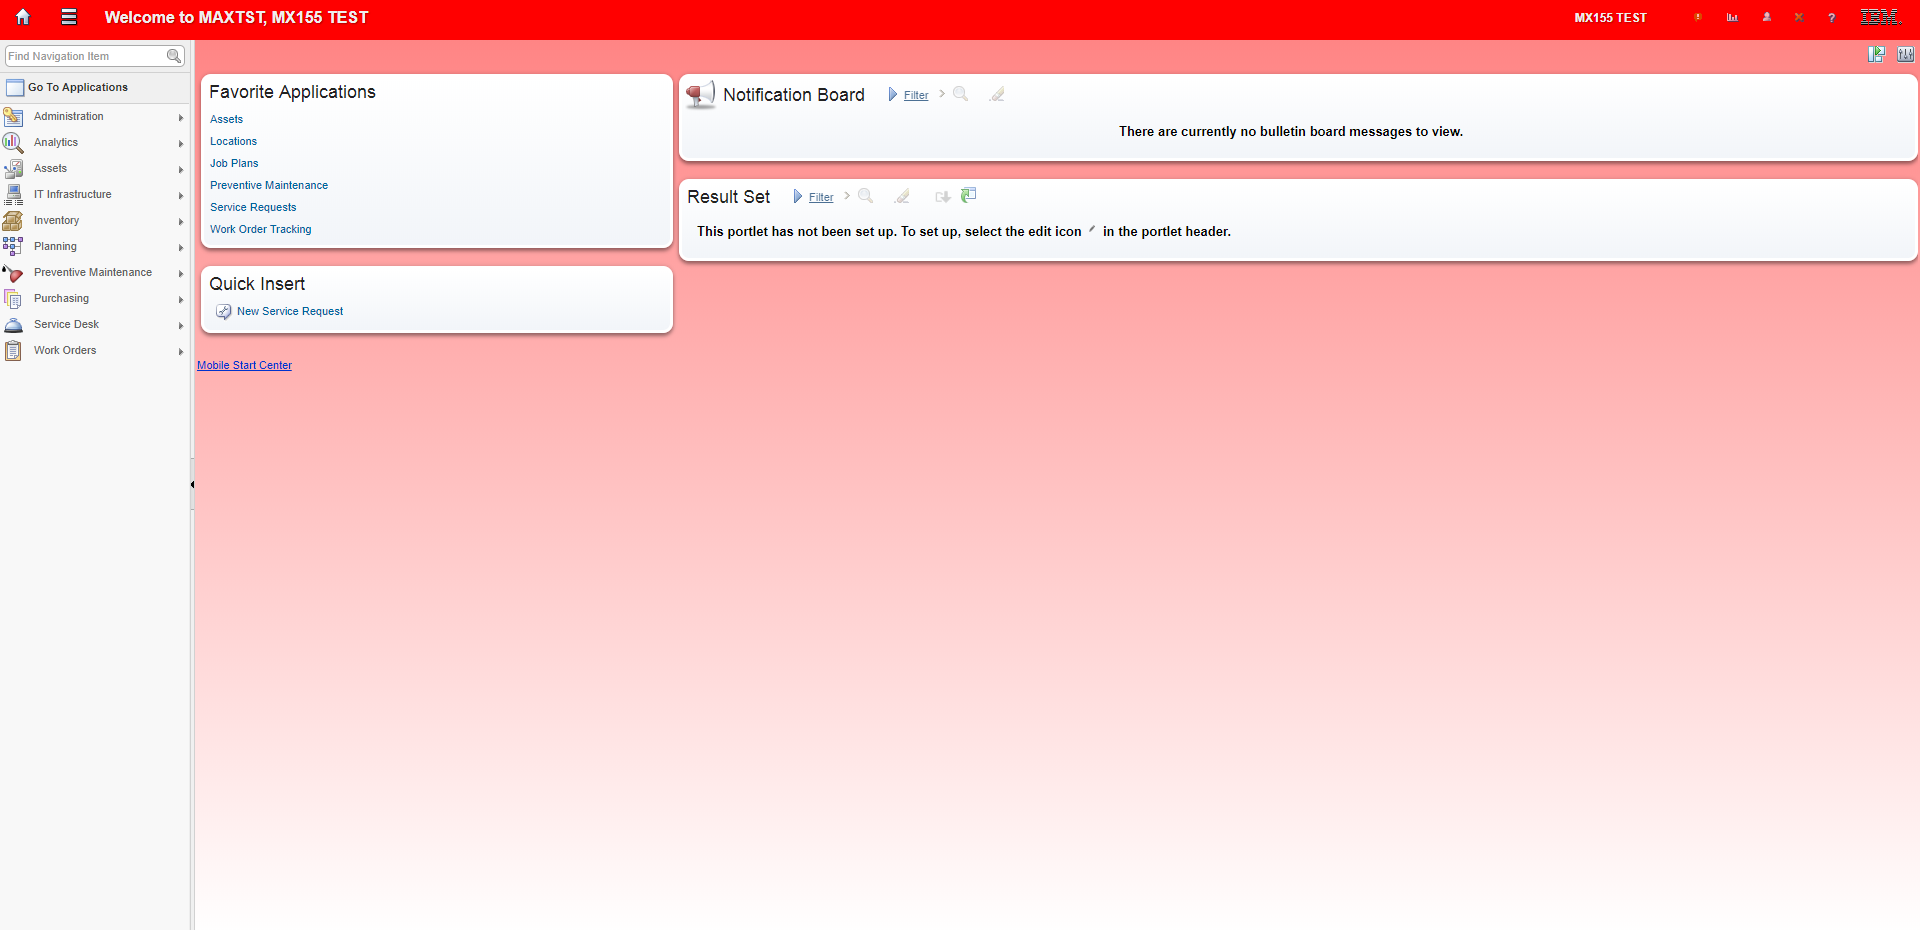 Welcome to MAXTST, MX155 TEST
MX155 TEST
?
IBM.
Find Navigation Item
Go To Applications
Administration
Analytics
Assets
IT Infrastructure
Inventory
Planning
Preventive Maintenance
Purchasing
Service Desk
Work Orders
Favorite Applications
Assets
Locations
Job Plans
Preventive Maintenance
Service Requests
Work Order Tracking
Quick Insert
New Service Request
Mobile Start Center
Notification Board Filter
There are currently no bulletin board messages to view.
Result Set Filter
This portlet has not been set up. To set up, select the edit icon in the portlet header.